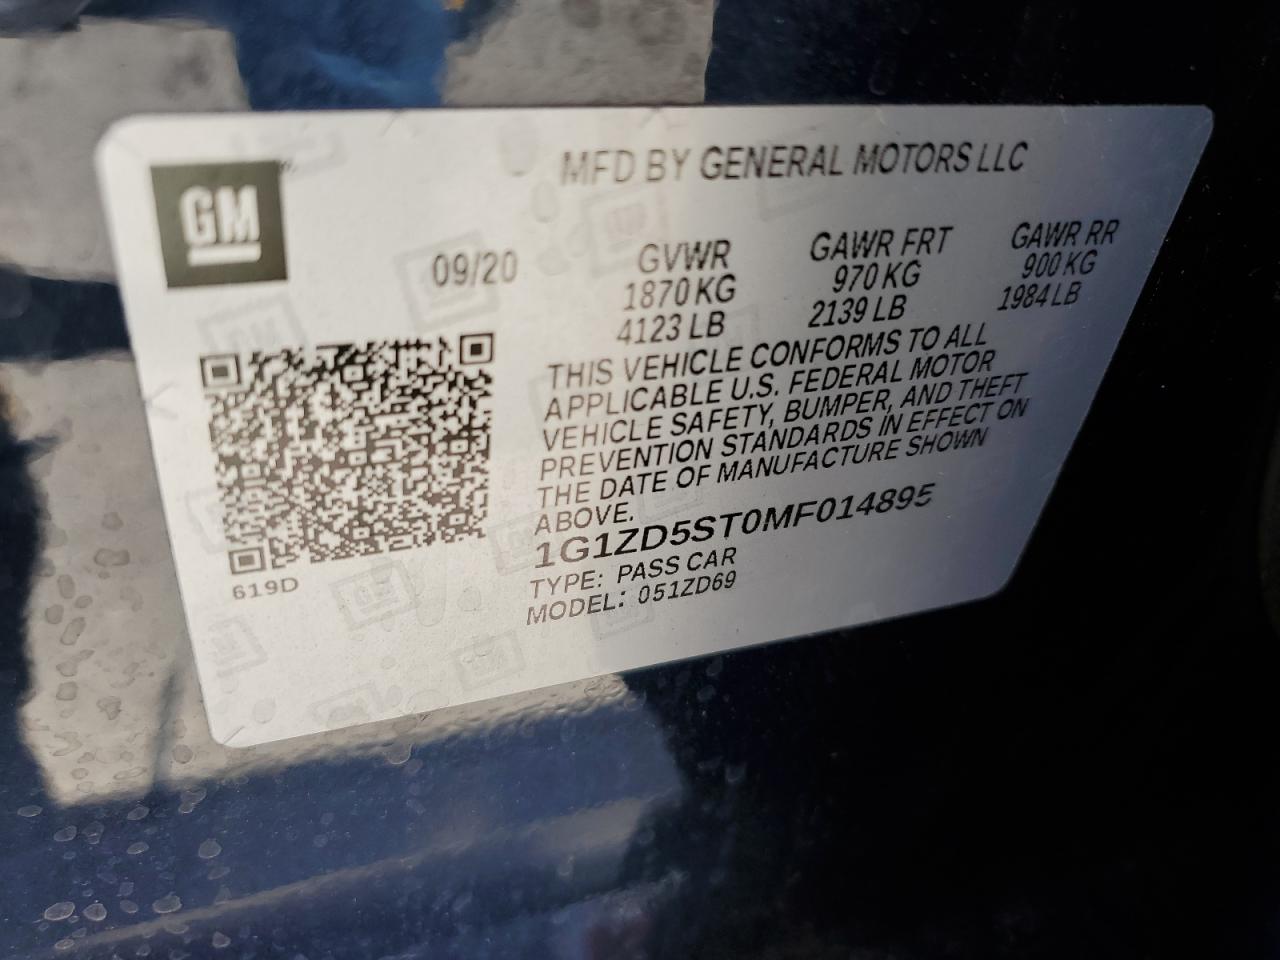 GM
MFD BY GENERAL MOTORS LLC
09/20
GVWR
1870 KG
4123 LB
GAWR FRT
970 KG
2139 LB
GAWR RR
900 KG
1984 LB
THIS VEHICLE CONFORMS TO ALL
APPLICABLE U.S. FEDERAL MOTOR
VEHICLE SAFETY, BUMPER, AND THEFT
PREVENTION STANDARDS IN EFFECT ON
THE DATE OF MANUFACTURE SHOWN
ABOVE.
1G1ZD5ST0MF014895
TYPE: PASS CAR
MODEL: 051ZD69
619D